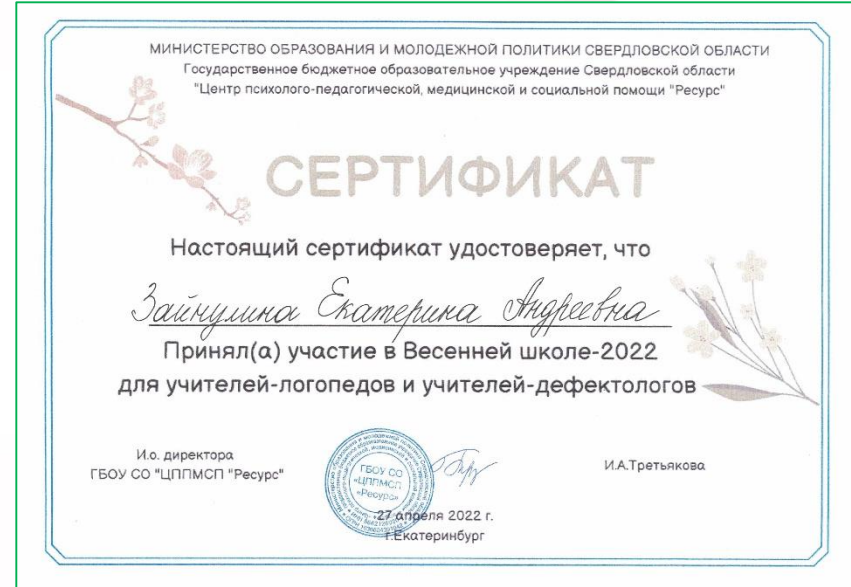 МИНИСТЕРСТВО ОБРАЗОВАНИЯ И МОЛОДЕЖНОЙ ПОЛИТИКИ СВЕРДЛОВСКОЙ ОБЛАСТИ
Государственное бюджетное образовательное учреждение Свердловской области
"Центр психолого-педагогической, медицинской и социальной помощи "Ресурс"
СЕРТИФИКАТ
Настоящий сертификат удостоверяет, что
Зайнулина Екатерина Андреевна
Принял(а) участие в Весенней школе-2022
для учителей-логопедов и учителей-дефектологов
И.о. директора
ГБОУ СО "ЦППМСП "Ресурс"
ГБОУ СО
«ЦППМСП
«Ресурс»
И.А.Третьякова
27 апреля 2022 г.
г.Екатеринбург